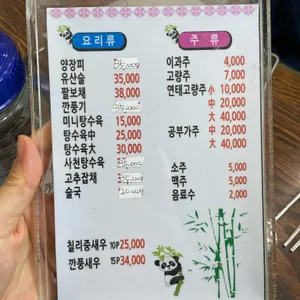 요리류
양장피
유산슬 35,000
팔보채 38,000
깐풍기
미니탕수육 15,000
탕수육中 25,000
탕수육大 30,000
사천탕수육
고추잡채
술국
칠리중새우 10P 25,000
깐풍새우 15P 34,000
주류
이과주 4,000
고량주 7,000
연태고량주 小 10,000
中 20,000
大 40,000
공부가주 中 20,000
大 40,000
소주 5,000
맥주 5,000
음료수 2,000